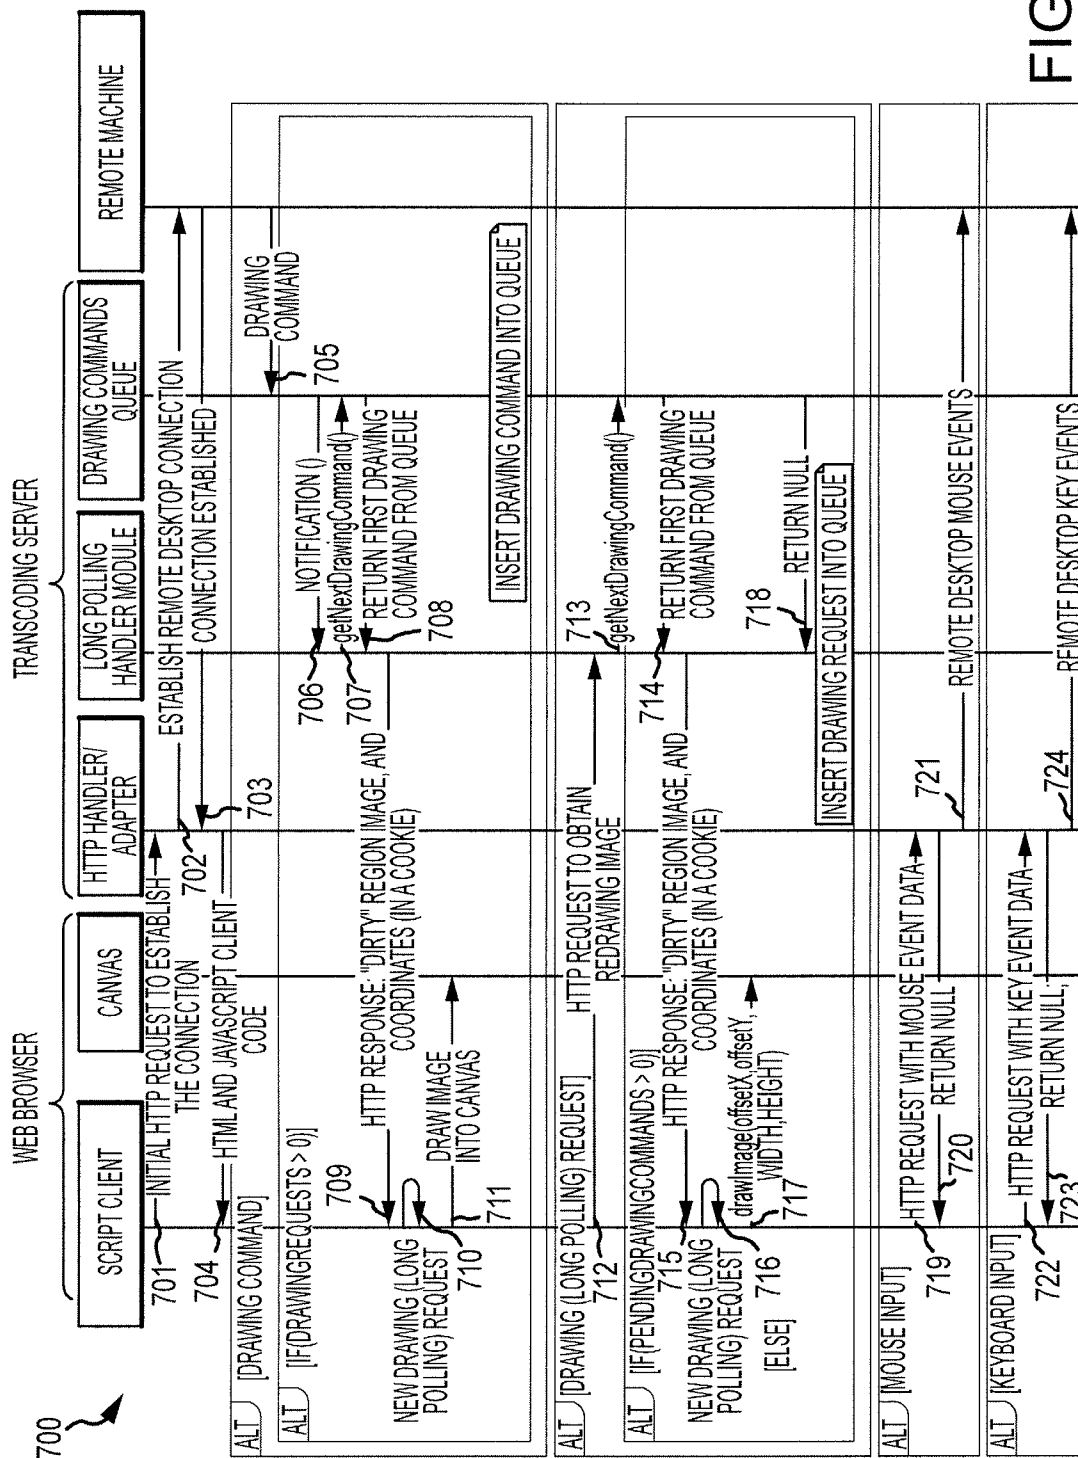 700
WEB BROWSER
TRANSCODING SERVER
SCRIPT CLIENT
CANVAS
HTTP HANDLER/
ADAPTER
LONG POLLING
HANDLER MODULE
DRAWING COMMANDS
QUEUE
REMOTE MACHINE
701
INITIAL HTTP REQUEST TO ESTABLISH
THE CONNECTION
702
ESTABLISH REMOTE DESKTOP CONNECTION
CONNECTION ESTABLISHED
703
704
HTML AND JAVASCRIPT CLIENT
CODE
ALT
[DRAWING COMMAND]
DRAWING
COMMAND
705
ALT
[IF(DRAWINGREQUESTS > 0)]
NOTIFICATION ()
706
getNextDrawingCommand()
707
RETURN FIRST DRAWING
COMMAND FROM QUEUE
708
HTTP RESPONSE: "DIRTY" REGION IMAGE, AND
COORDINATES (IN A COOKIE)
709
NEW DRAWING (LONG
POLLING) REQUEST
710
DRAW IMAGE
INTO CANVAS
711
INSERT DRAWING COMMAND INTO QUEUE
ALT
[DRAWING (LONG POLLING) REQUEST]
712
HTTP REQUEST TO OBTAIN
REDRAWING IMAGE
713
getNextDrawingCommand()
ALT
[IF(PENDINGDRAWINGCOMMANDS > 0)]
714
RETURN FIRST DRAWING
COMMAND FROM QUEUE
HTTP RESPONSE: "DIRTY" REGION IMAGE, AND
COORDINATES (IN A COOKIE)
715
NEW DRAWING (LONG
POLLING) REQUEST
716
drawImage(offsetX,offsetY,
WIDTH,HEIGHT)
717
[ELSE]
RETURN NULL
718
INSERT DRAWING REQUEST INTO QUEUE
ALT
[MOUSE INPUT]
719
HTTP REQUEST WITH MOUSE EVENT DATA
RETURN NULL
720
721
REMOTE DESKTOP MOUSE EVENTS
ALT
[KEYBOARD INPUT]
722
HTTP REQUEST WITH KEY EVENT DATA
RETURN NULL,
723
724
REMOTE DESKTOP KEY EVENTS
FIG